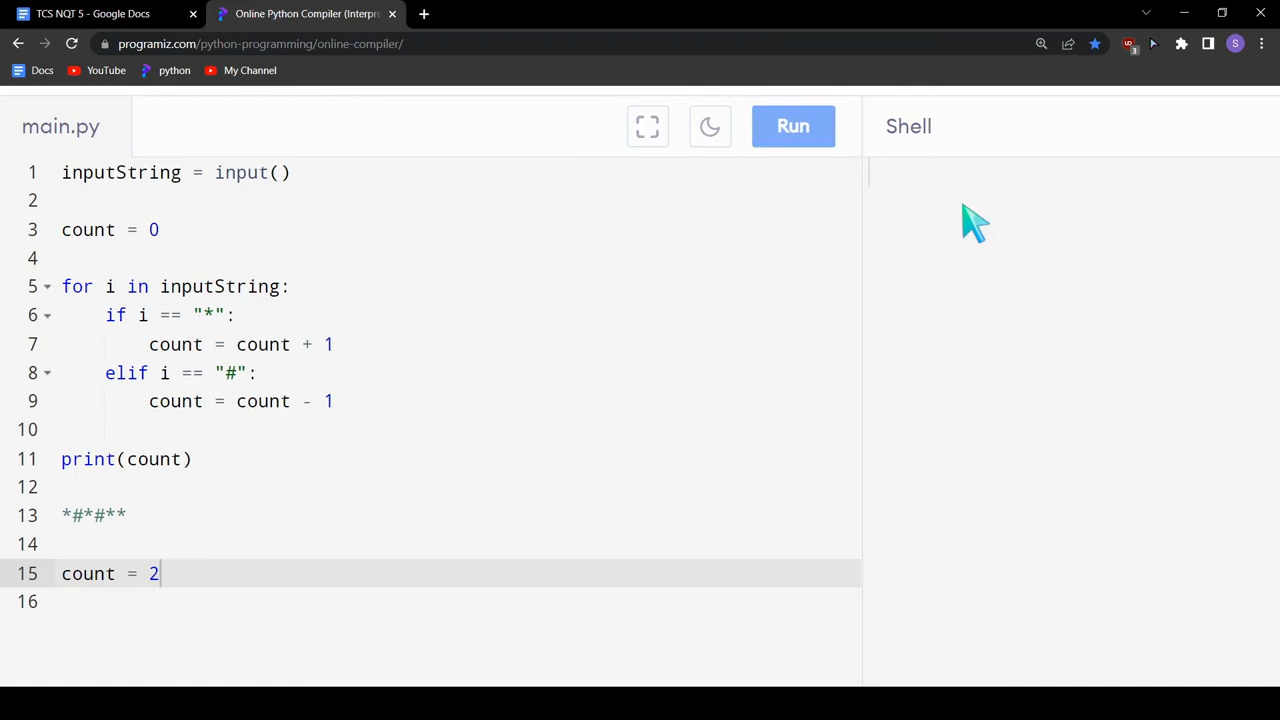 TCS NQT 5 - Google Docs
Online Python Compiler (Interpre
programiz.com/python-programming/online-compiler/
UD 3
S
Docs YouTube python My Channel
main.py
Run
Shell
1 inputString = input()
2
3 count = 0
4
5 for i in inputString:
6 if i == "*":
7 count = count + 1
8 elif i == "#":
9 count = count - 1
10
11 print(count)
12
13 *#*#**
14
15 count = 2
16